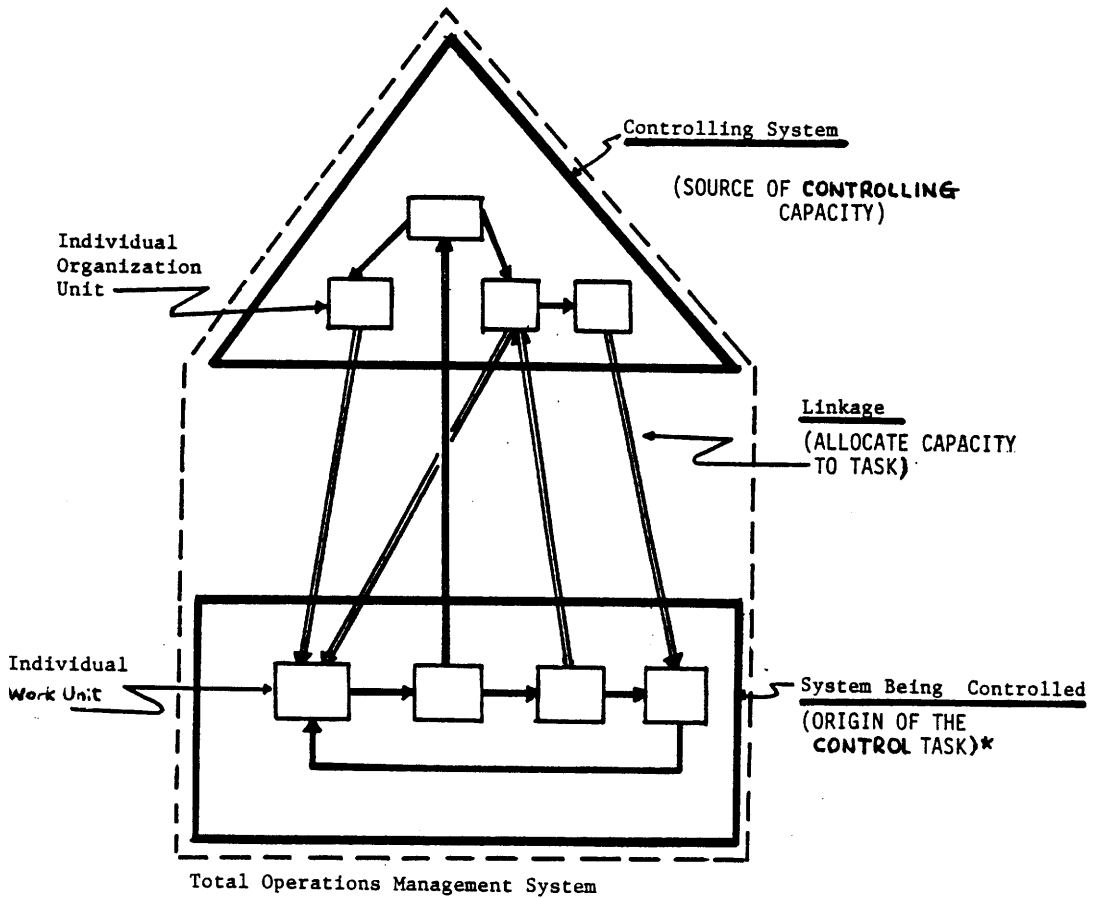 Controlling System
(SOURCE OF CONTROLLING
CAPACITY)
Individual
Organization
Unit
Linkage
(ALLOCATE CAPACITY
TO TASK)
Individual
Work Unit
System Being Controlled
(ORIGIN OF THE
CONTROL TASK)*
Total Operations Management System